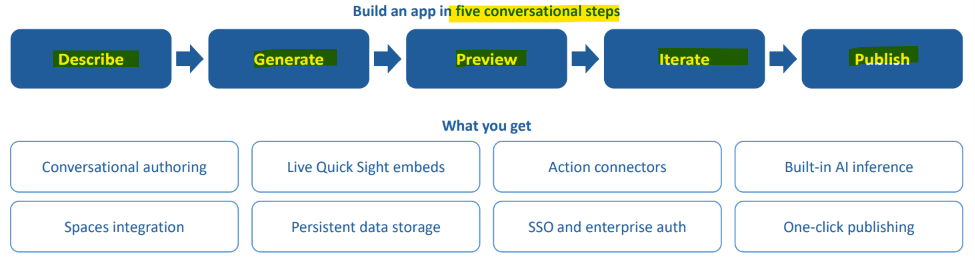 Build an app in five conversational steps
Describe
Generate
Preview
Iterate
Publish
What you get
Conversational authoring
Live Quick Sight embeds
Action connectors
Built-in AI inference
Spaces integration
Persistent data storage
SSO and enterprise auth
One-click publishing